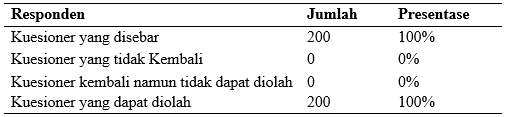 Responden Jumlah Presentase
Kuesioner yang disebar 200 100%
Kuesioner yang tidak Kembali 0 0%
Kuesioner kembali namun tidak dapat diolah 0 0%
Kuesioner yang dapat diolah 200 100%